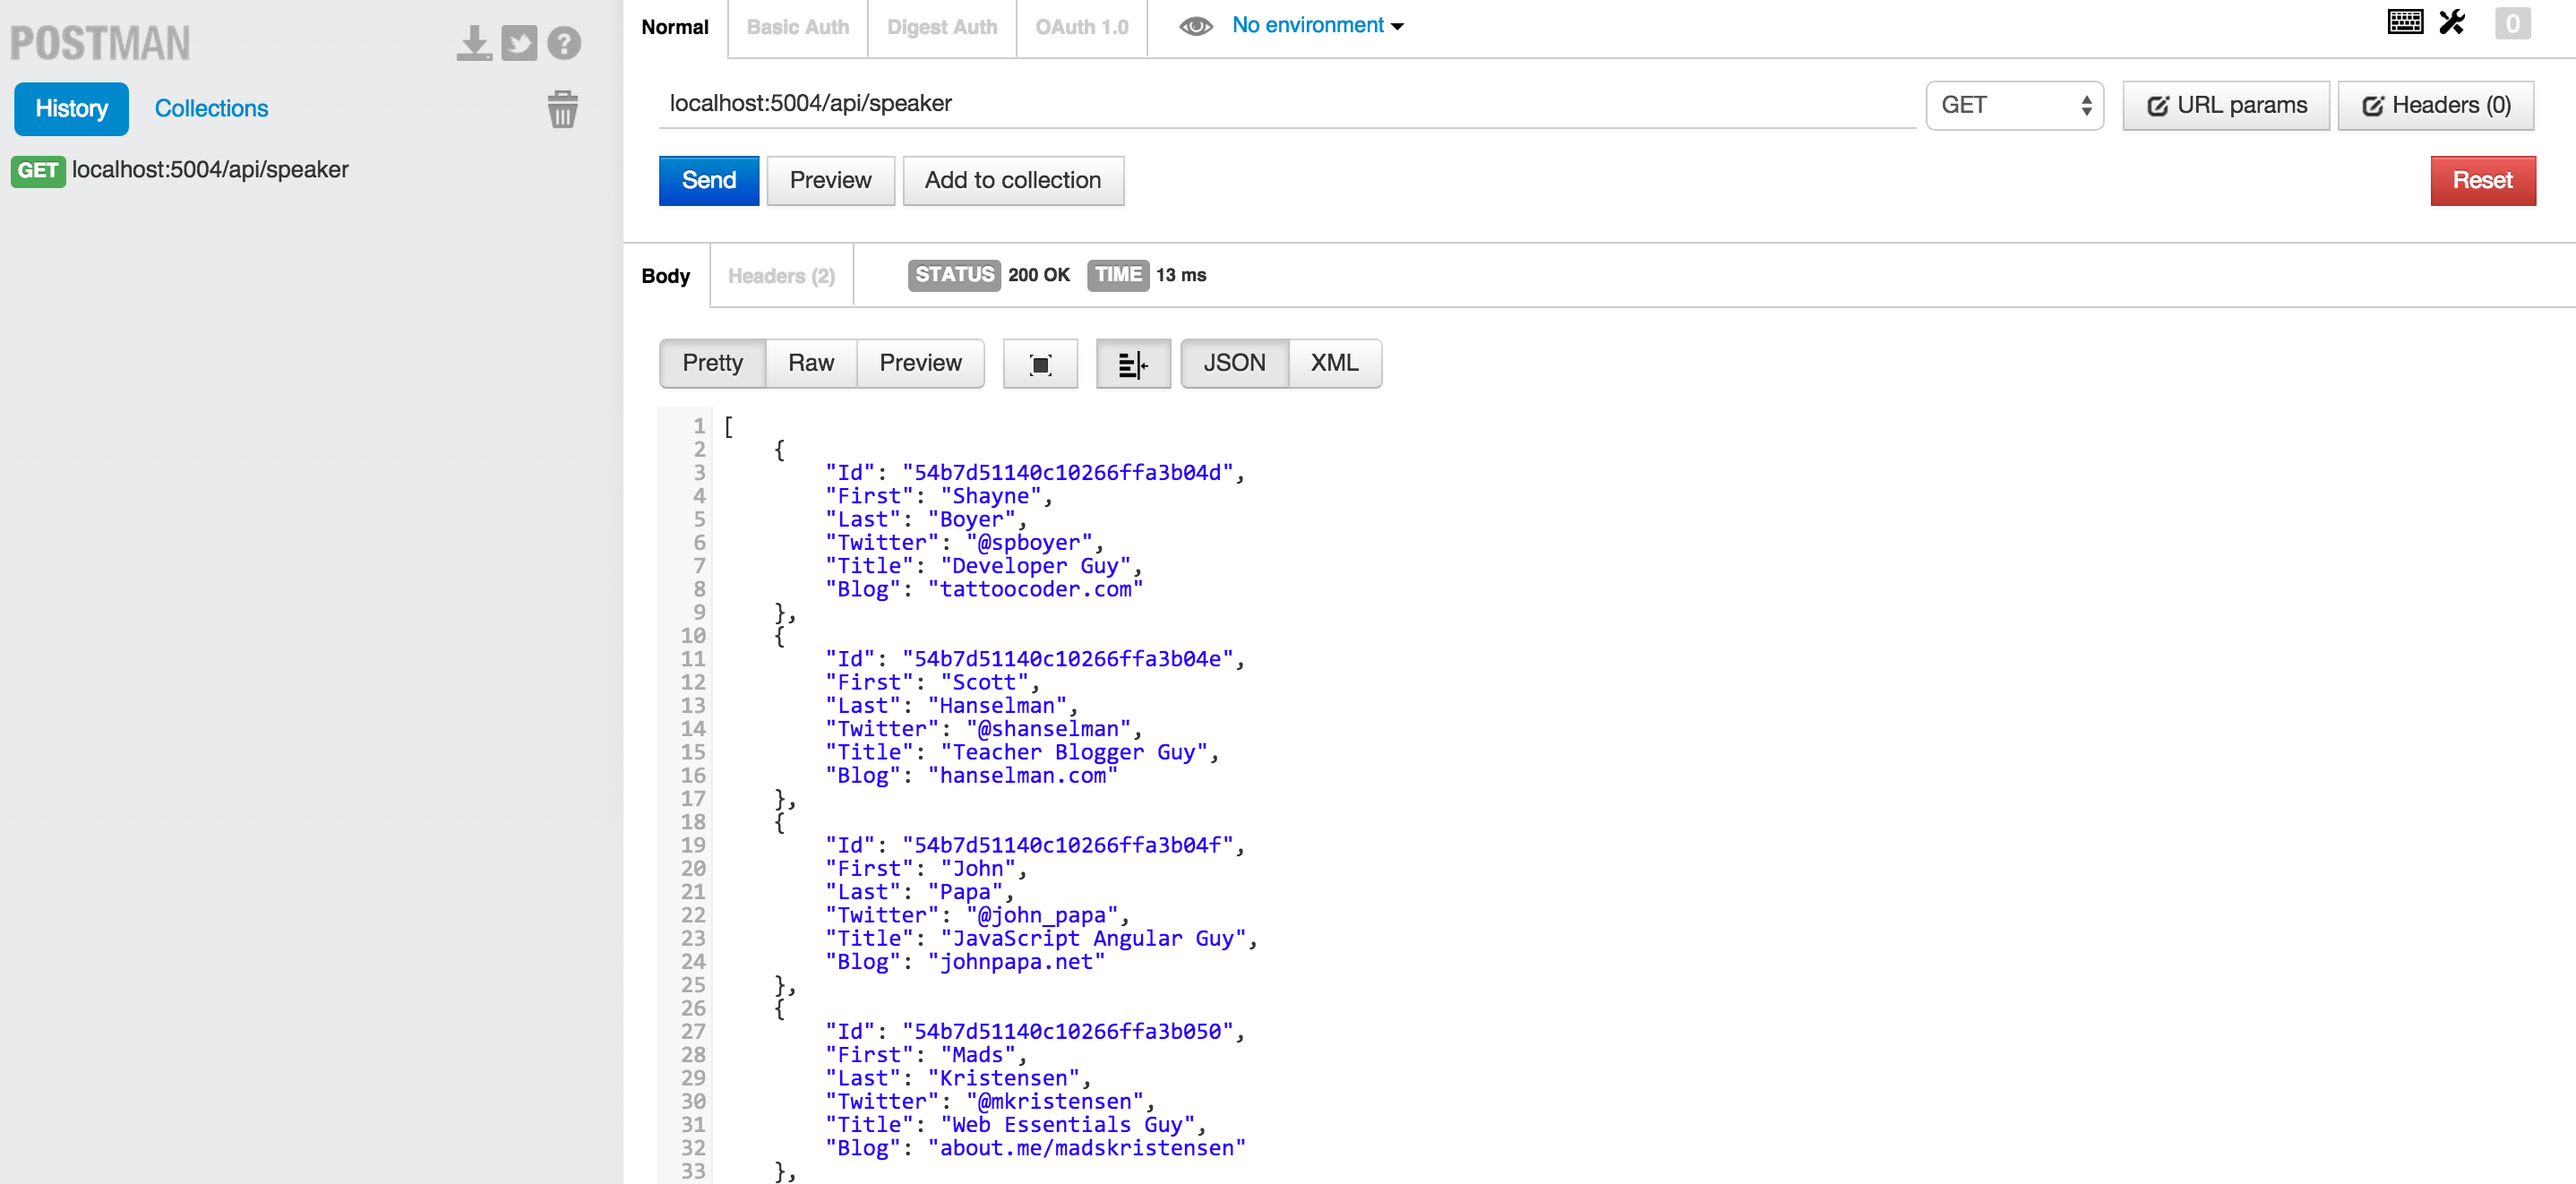 POSTMAN
History
Collections
GET localhost:5004/api/speaker
Normal
Basic Auth
Digest Auth
OAuth 1.0
No environment
0
localhost:5004/api/speaker
GET
URL params
Headers (0)
Send
Preview
Add to collection
Reset
Body
Headers (2)
STATUS 200 OK TIME 13 ms
Pretty
Raw
Preview
JSON
XML
1 [
2 {
3 "Id": "54b7d51140c10266ffa3b04d",
4 "First": "Shayne",
5 "Last": "Boyer",
6 "Twitter": "@spboyer",
7 "Title": "Developer Guy",
8 "Blog": "tattoocoder.com"
9 },
10 {
11 "Id": "54b7d51140c10266ffa3b04e",
12 "First": "Scott",
13 "Last": "Hanselman",
14 "Twitter": "@shanselman",
15 "Title": "Teacher Blogger Guy",
16 "Blog": "hanselman.com"
17 },
18 {
19 "Id": "54b7d51140c10266ffa3b04f",
20 "First": "John",
21 "Last": "Papa",
22 "Twitter": "@john_papa",
23 "Title": "JavaScript Angular Guy",
24 "Blog": "johnpapa.net"
25 },
26 {
27 "Id": "54b7d51140c10266ffa3b050",
28 "First": "Mads",
29 "Last": "Kristensen",
30 "Twitter": "@mkristensen",
31 "Title": "Web Essentials Guy",
32 "Blog": "about.me/madskristensen"
33 },